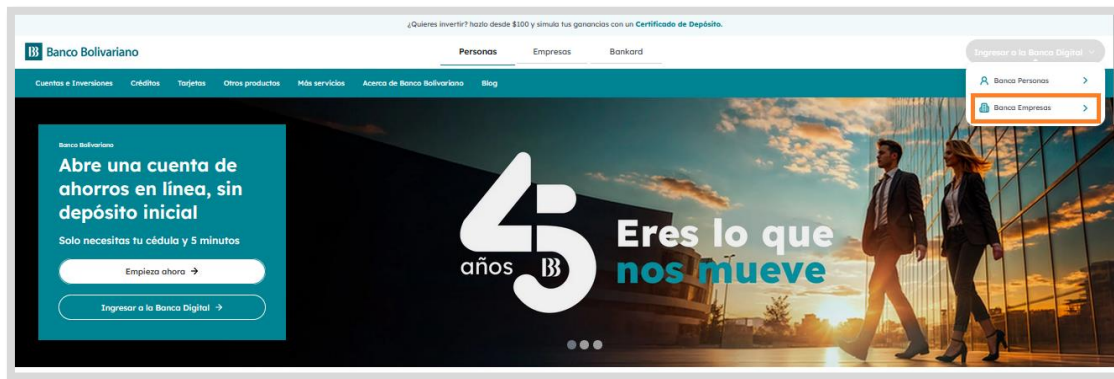 ¿Quieres invertir? hazlo desde $100 y simula tus ganancias con un Certificado de Depósito.
B Banco Bolivariano
Personas Empresas Bankard
Ingresar a la Banca Digital
Cuentas e Inversiones Créditos Tarjetas Otros productos Más servicios Acerca de Banco Bolivariano Blog
Banca Personas
Banca Empresas
Banco Bolivariano
Abre una cuenta de
ahorros en línea, sin
depósito inicial
Solo necesitas tu cédula y 5 minutos
Empieza ahora →
Ingresar a la Banca Digital →
45
años B
Eres lo que
nos mueve